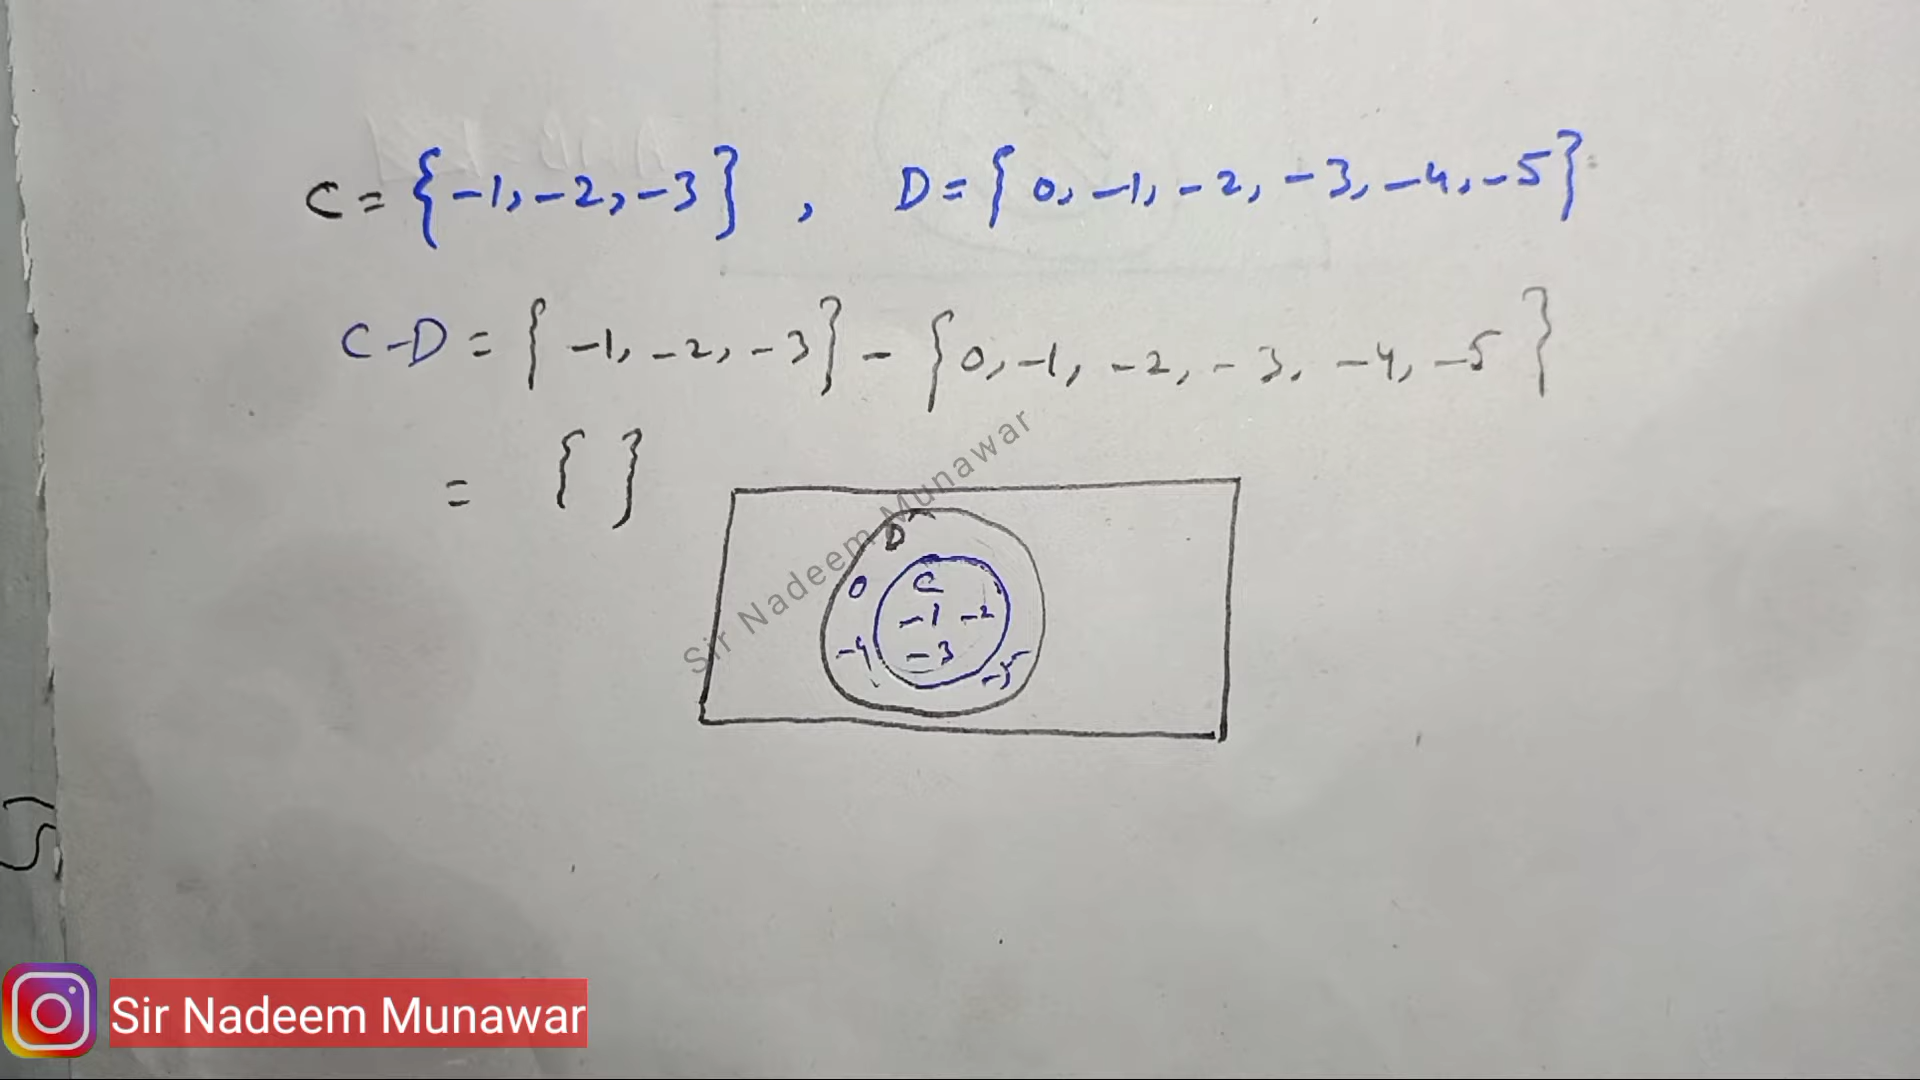 C = {-1, -2, -3} , D = { 0, -1, -2, -3, -4, -5}
C-D = { -1, -2, -3} - {0, -1, -2, -3, -4, -5 }
= { }
D
0 C
-1 -2
-4 -3 -5
Sir Nadeem Munawar
Sir Nadeem Munawar